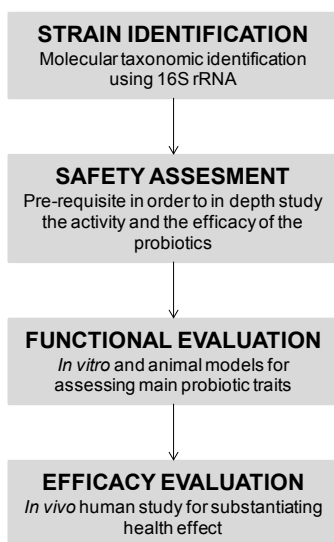 STRAIN IDENTIFICATION
Molecular taxonomic identification
using 16S rRNA
SAFETY ASSESMENT
Pre-requisite in order to in depth study
the activity and the efficacy of the
probiotics
FUNCTIONAL EVALUATION
In vitro and animal models for
assessing main probiotic traits
EFFICACY EVALUATION
In vivo human study for substantiating
health effect